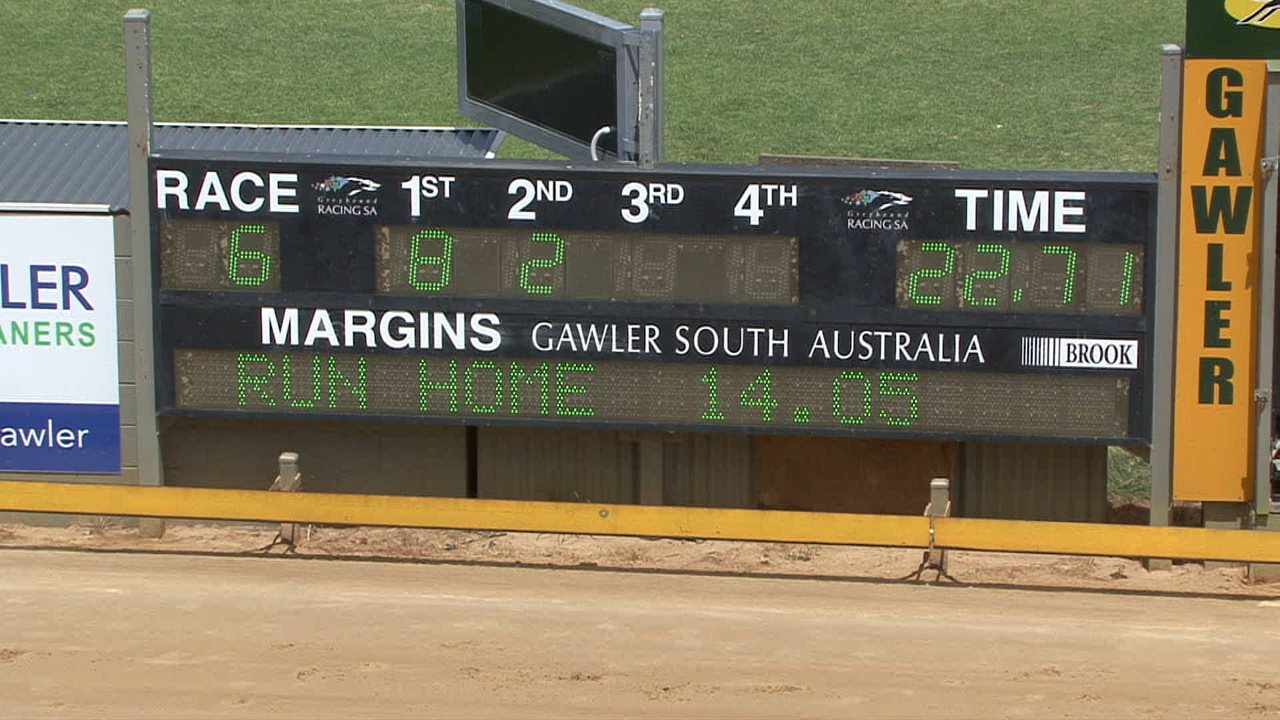 RACE
Greyhound
RACING SA
1ST 2ND 3RD 4TH
Greyhound
RACING SA
TIME
6 8 2 22.71
MARGINS GAWLER SOUTH AUSTRALIA BROOK
RUN HOME 14.05
GAWLER
LER
ANERS
awler